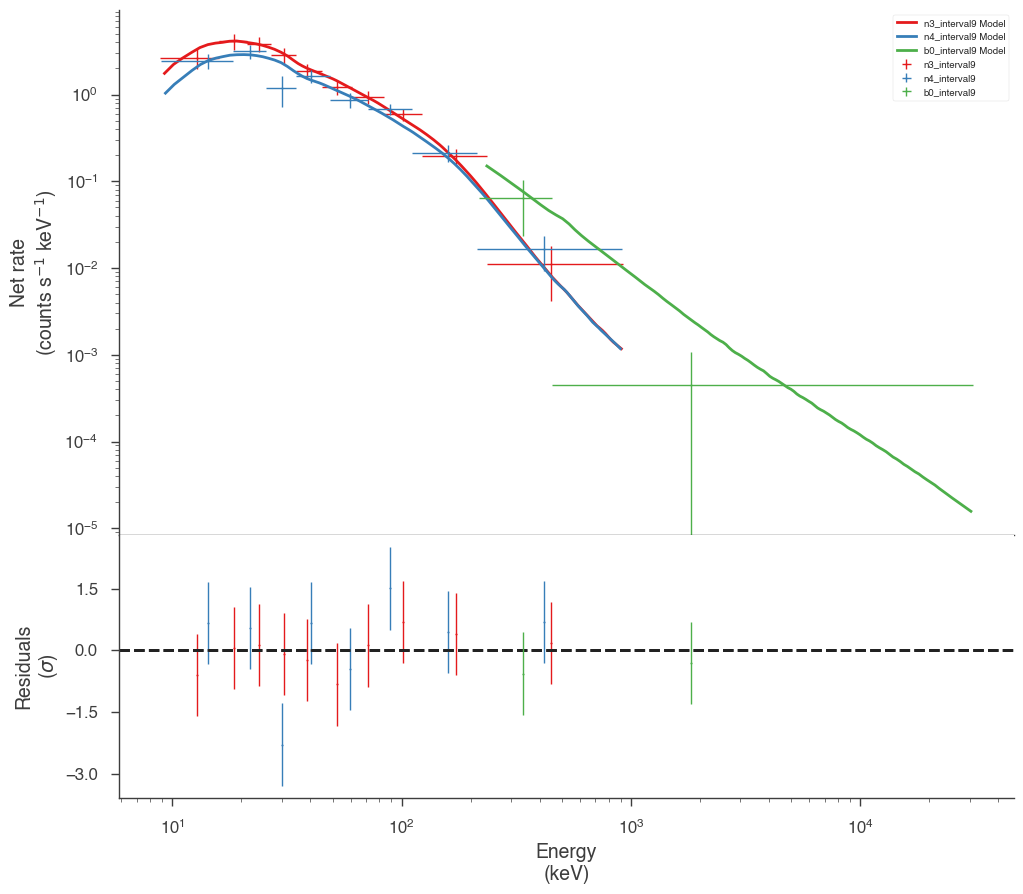 n3_interval9 Model
n4_interval9 Model
b0_interval9 Model
n3_interval9
n4_interval9
b0_interval9
Net rate
(counts s⁻¹ keV⁻¹)
10⁰
10⁻¹
10⁻²
10⁻³
10⁻⁴
10⁻⁵
Residuals
(σ)
1.5
0.0
−1.5
−3.0
10¹
10²
10³
10⁴
Energy
(keV)